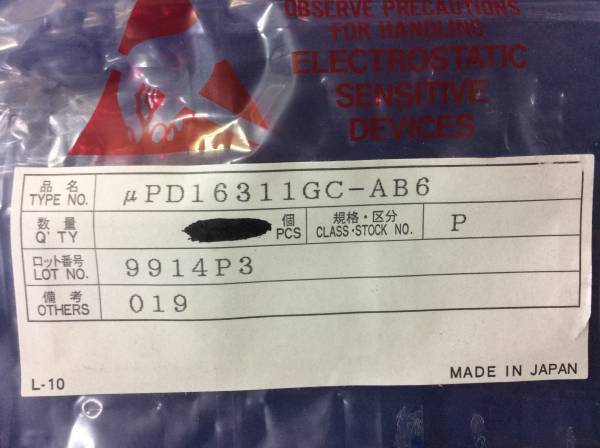 OBSERVE PRECAUTIONS
FOR HANDLING
ELECTROSTATIC
SENSITIVE
DEVICES
品名 TYPE NO. μPD16311GC-AB6
数量 Q'TY 個 PCS 規格・区分 CLASS・STOCK NO. P
ロット番号 LOT NO. 9914P3
備考 OTHERS 019
L-10 MADE IN JAPAN